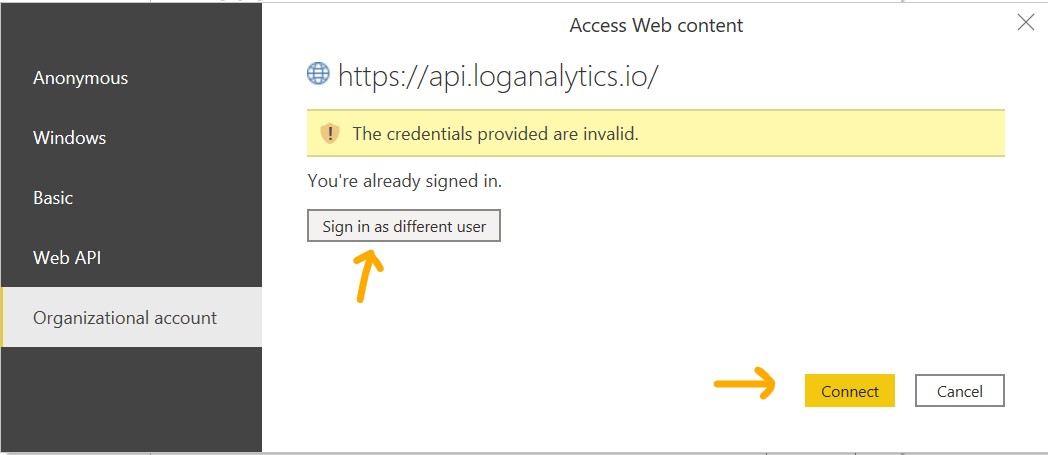 Access Web content
Anonymous
Windows
Basic
Web API
Organizational account
https://api.loganalytics.io/
The credentials provided are invalid.
You're already signed in.
Sign in as different user
Connect
Cancel